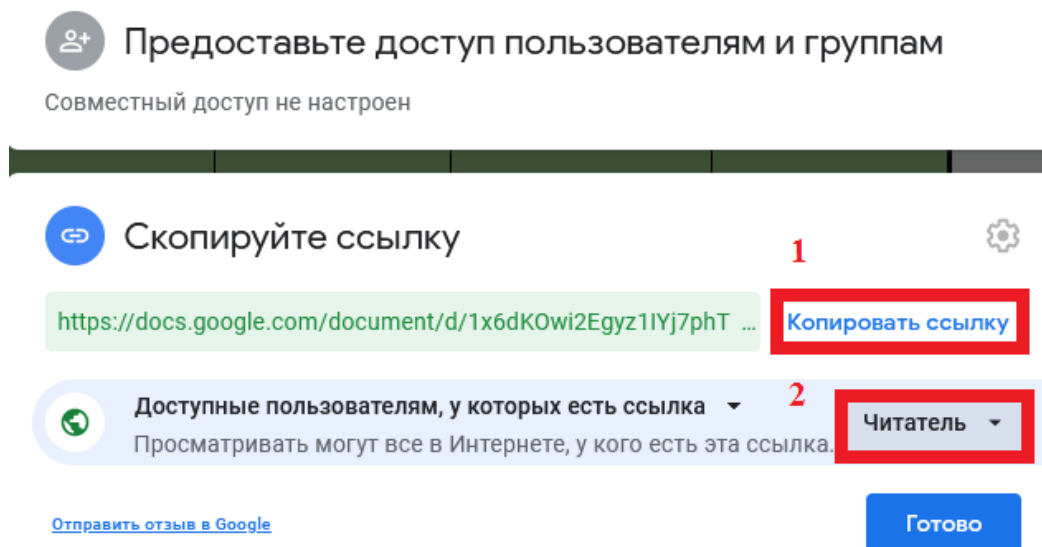 Предоставьте доступ пользователям и группам
Совместный доступ не настроен
Скопируйте ссылку
1
https://docs.google.com/document/d/1x6dKOwi2Egyz1IYj7phT ...
Копировать ссылку
Доступные пользователям, у которых есть ссылка
2
Читатель
Просматривать могут все в Интернете, у кого есть эта ссылка.
Отправить отзыв в Google
Готово